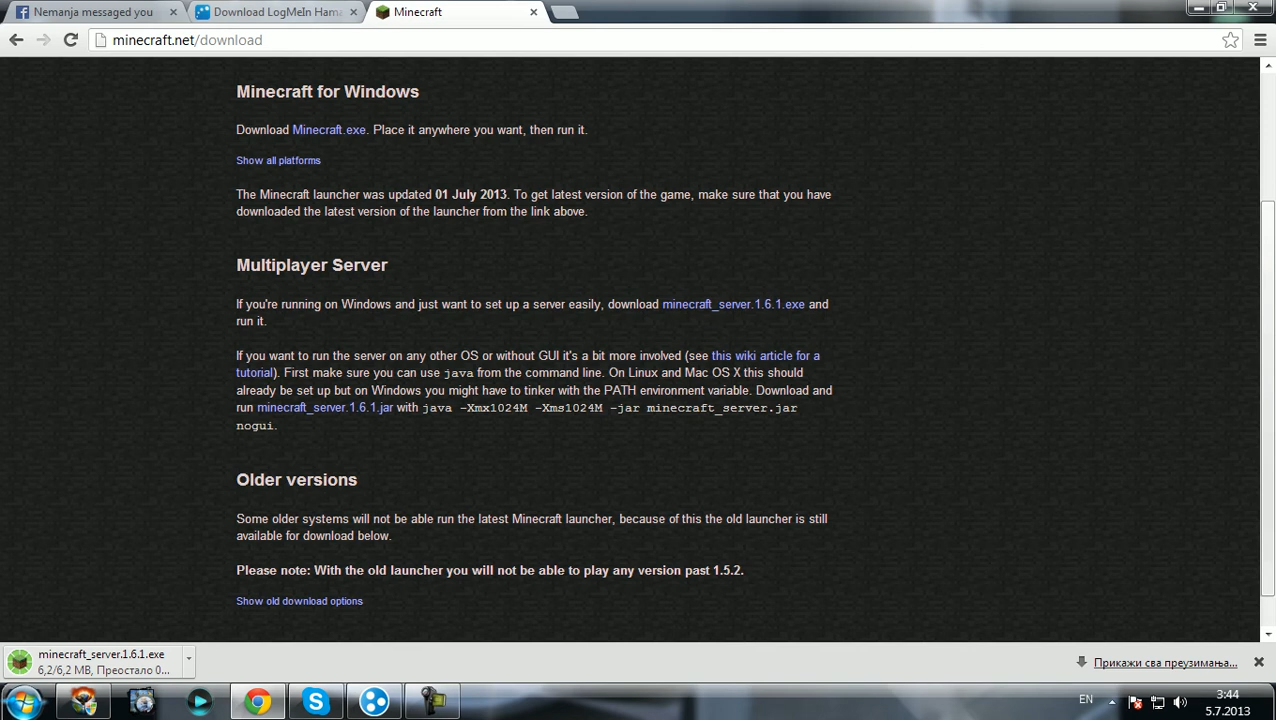 Nemanja messaged you
Download LogMeIn Hama
Minecraft
minecraft.net/download
Minecraft for Windows
Download Minecraft.exe. Place it anywhere you want, then run it.
Show all platforms
The Minecraft launcher was updated 01 July 2013. To get latest version of the game, make sure that you have
downloaded the latest version of the launcher from the link above.
Multiplayer Server
If you're running on Windows and just want to set up a server easily, download minecraft_server.1.6.1.exe and
run it.
If you want to run the server on any other OS or without GUI it's a bit more involved (see this wiki article for a
tutorial). First make sure you can use java from the command line. On Linux and Mac OS X this should
already be set up but on Windows you might have to tinker with the PATH environment variable. Download and
run minecraft_server.1.6.1.jar with java -Xmx1024M -Xms1024M -jar minecraft_server.jar
nogui.
Older versions
Some older systems will not be able run the latest Minecraft launcher, because of this the old launcher is still
available for download below.
Please note: With the old launcher you will not be able to play any version past 1.5.2.
Show old download options
minecraft_server.1.6.1.exe
6,2/6,2 MB, Преостало 0...
Прикажи сва преузимања...
EN
3:44
5.7.2013